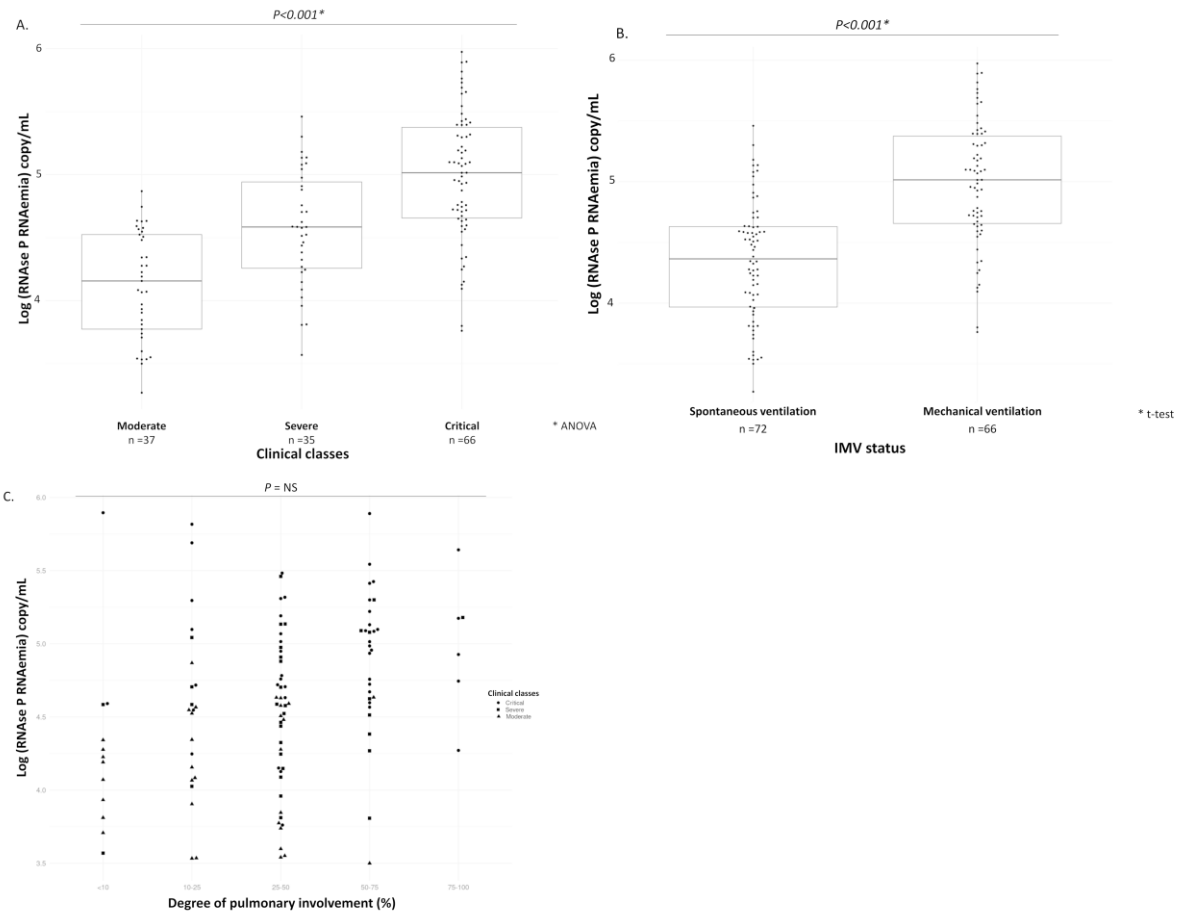 A.
P<0.001*
Log (RNAse P RNAemia) copy/mL
6
5
4
Moderate
n =37
Severe
n =35
Critical
n =66
* ANOVA
Clinical classes
B.
P<0.001*
Log (RNAse P RNAemia) copy/mL
6
5
4
Spontaneous ventilation
n =72
Mechanical ventilation
n =66
* t-test
IMV status
C.
P = NS
Log (RNAse P RNAemia) copy/mL
6.0
5.5
5.0
4.5
4.0
3.5
Clinical classes
Critical
Severe
Moderate
10-25
25-50
50-75
75-100
Degree of pulmonary involvement (%)